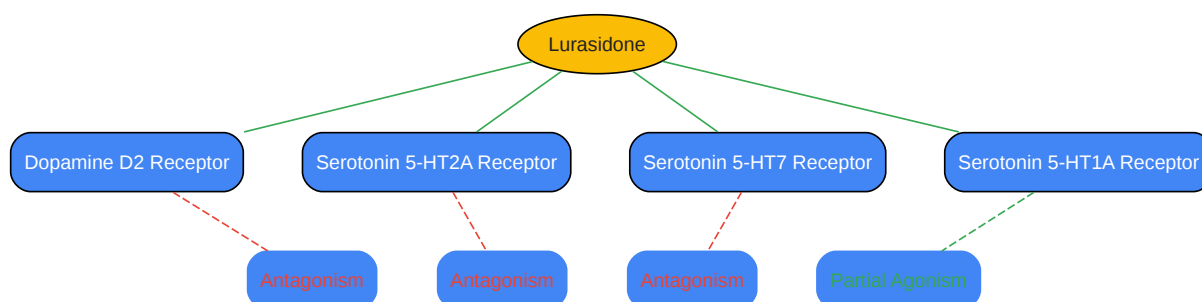 Lurasidone
Dopamine D2 Receptor
Serotonin 5-HT2A Receptor
Serotonin 5-HT7 Receptor
Serotonin 5-HT1A Receptor
Antagonism
Antagonism
Antagonism
Partial Agonism